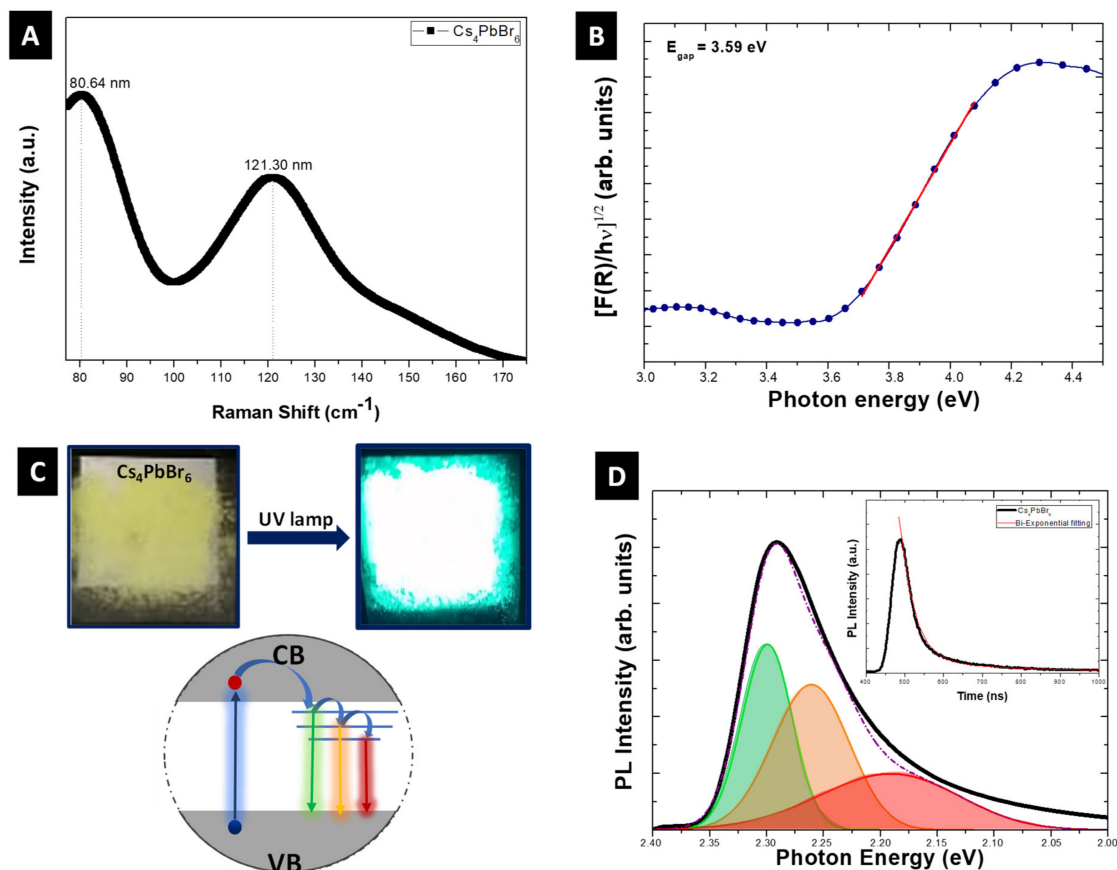 A
Cs₄PbBr₆
80.64 nm
121.30 nm
Intensity (a.u.)
80 90 100 110 120 130 140 150 160 170
Raman Shift (cm⁻¹)
B
E_gap = 3.59 eV
[F(R)/hν]^1/2 (arb. units)
3.0 3.2 3.4 3.6 3.8 4.0 4.2 4.4
Photon energy (eV)
C
Cs₄PbBr₆
UV lamp
CB
VB
D
PL Intensity (arb. units)
2.40 2.35 2.30 2.25 2.20 2.15 2.10 2.05 2.00
Photon Energy (eV)
Cs₄PbBr₆
Bi-Exponential fitting
PL Intensity (a.u.)
400 500 600 700 800 900 1000
Time (ns)